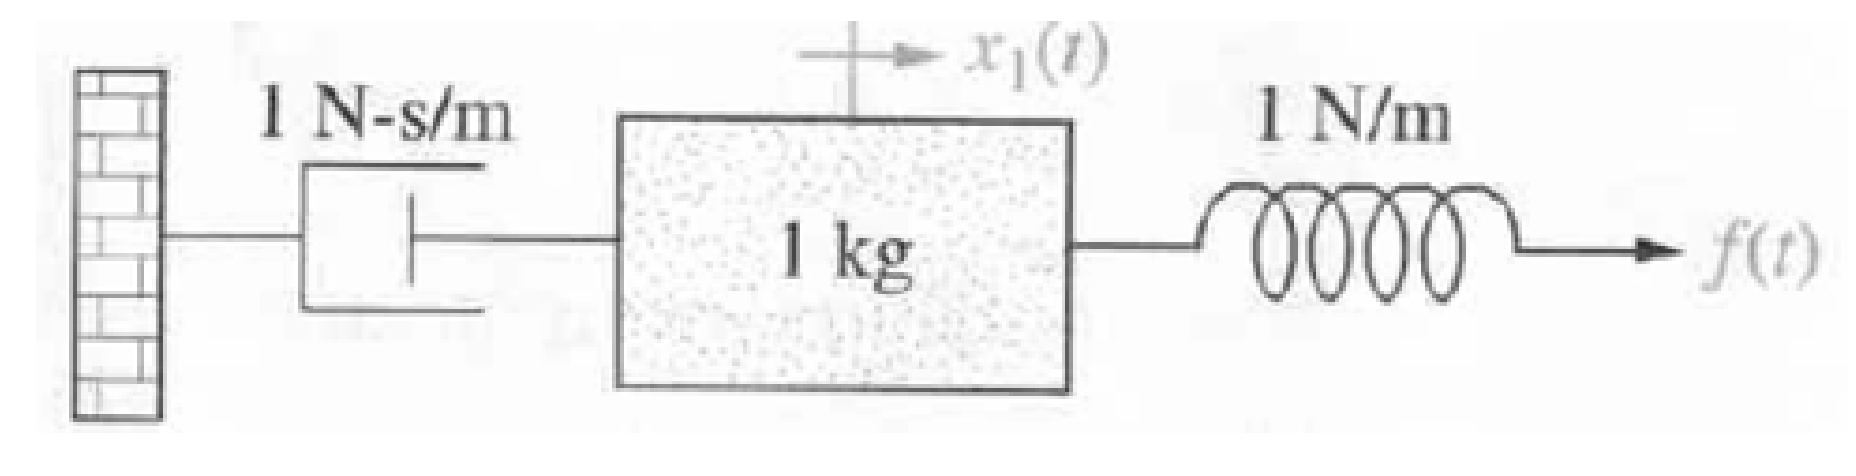 x₁(t)
1 N-s/m
1 N/m
1 kg
f(t)